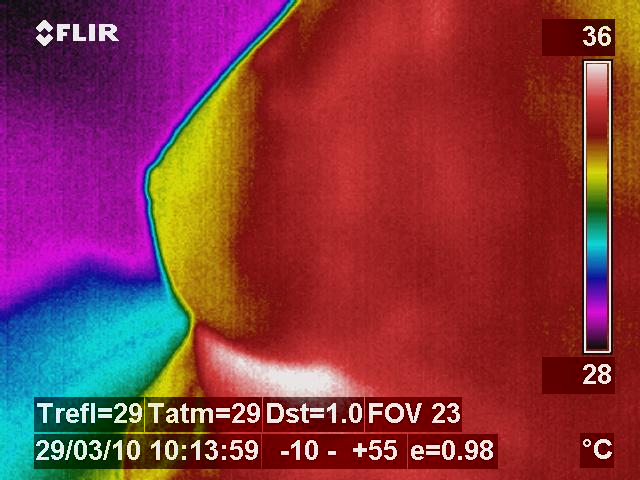 FLIR
36
28
Trefl=29 Tatm=29 Dst=1.0 FOV 23
29/03/10 10:13:59 -10 - +55 e=0.98 °C